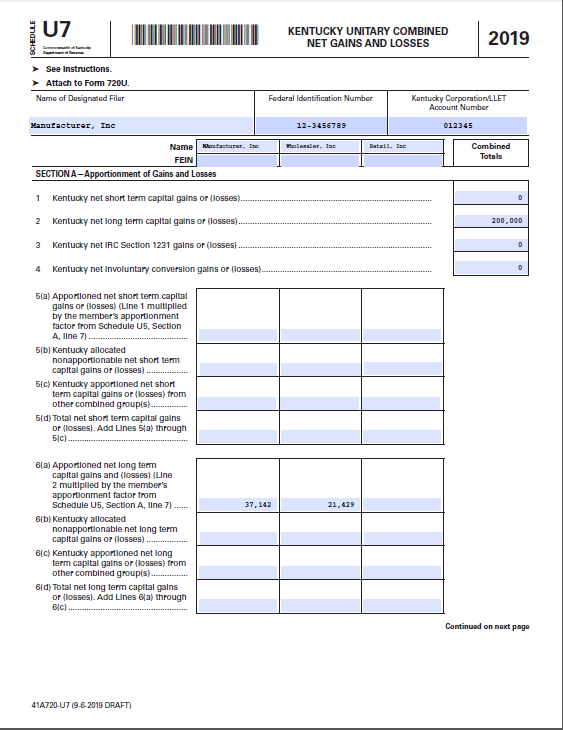 SCHEDULE
U7
Commonwealth of Kentucky
Department of Revenue
KENTUCKY UNITARY COMBINED
NET GAINS AND LOSSES
2019
➤ See Instructions.
➤ Attach to Form 720U.
Name of Designated Filer
Federal Identification Number
Kentucky Corporation/LLET
Account Number
Manufacturer, Inc
12-3456789
012345
Name
MAnufacturer, Inc
Wholesaler, Inc
Retail, Inc
Combined
Totals
FEIN
SECTION A—Apportionment of Gains and Losses
1 Kentucky net short term capital gains or (losses)
0
2 Kentucky net long term capital gains or (losses)
200,000
3 Kentucky net IRC Section 1231 gains or (losses)
0
4 Kentucky net involuntary conversion gains or (losses)
0
5(a) Apportioned net short term capital
gains or (losses) (Line 1 multiplied
by the member's apportionment
factor from Schedule U5, Section
A, line 7)
5(b) Kentucky allocated
nonapportionable net short term
capital gains or (losses)
5(c) Kentucky apportioned net short
term capital gains or (losses) from
other combined group(s)
5(d) Total net short term capital gains
or (losses). Add Lines 5(a) through
5(c)
6(a) Apportioned net long term
capital gains and (losses) (Line
2 multiplied by the member's
apportionment factor from
Schedule U5, Section A, line 7)
37,142
21,429
6(b) Kentucky allocated
nonapportionable net long term
capital gains or (losses)
6(c) Kentucky apportioned net long
term capital gains or (losses) from
other combined group(s)
6(d) Total net long term capital gains
or (losses). Add Lines 6(a) through
6(c)
Continued on next page
41A720-U7 (9-6-2019 DRAFT)